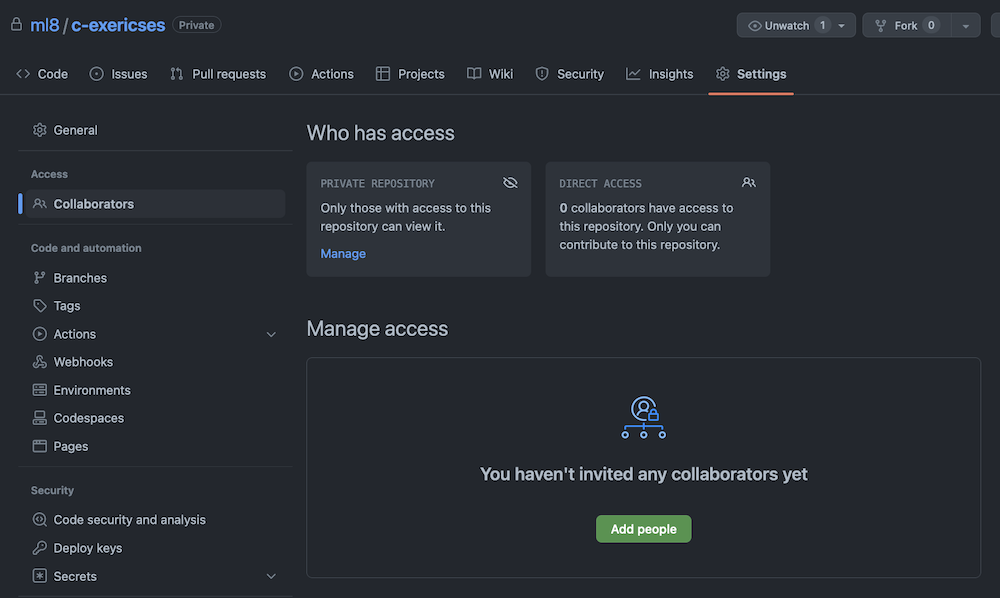 ml8 / c-exericses Private
Unwatch 1
Fork 0
Code Issues Pull requests Actions Projects Wiki Security Insights Settings
General
Access
Collaborators
Code and automation
Branches
Tags
Actions
Webhooks
Environments
Codespaces
Pages
Security
Code security and analysis
Deploy keys
Secrets
Who has access
PRIVATE REPOSITORY
Only those with access to this
repository can view it.
Manage
DIRECT ACCESS
0 collaborators have access to
this repository. Only you can
contribute to this repository.
Manage access
You haven't invited any collaborators yet
Add people